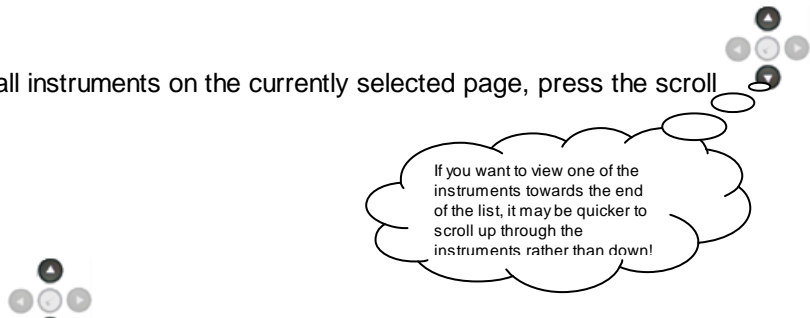 all instruments on the currently selected page, press the scroll
If you want to view one of the
instruments towards the end
of the list, it may be quicker to
scroll up through the
instruments rather than down!